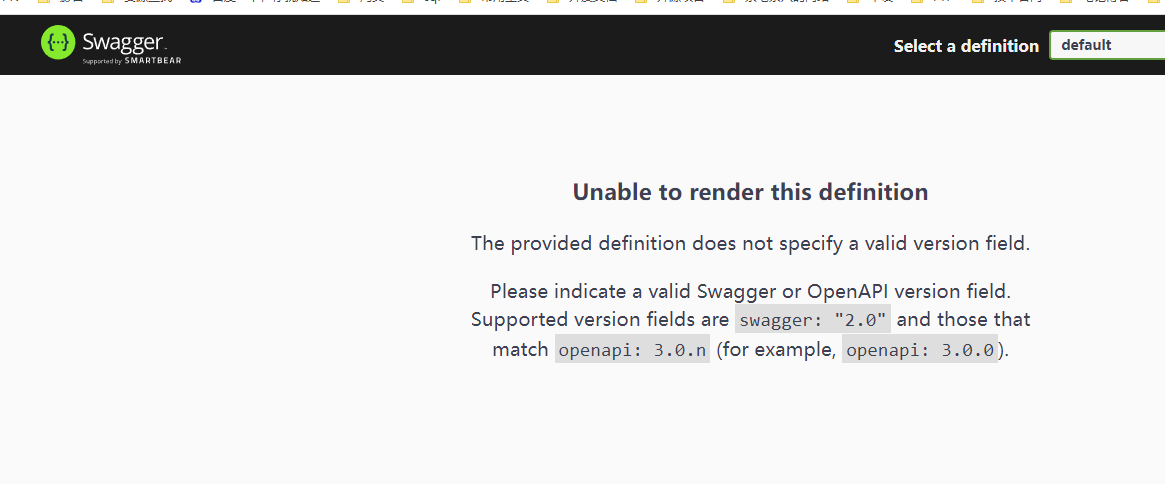 Swagger.
Supported by SMARTBEAR
Select a definition
default
Unable to render this definition
The provided definition does not specify a valid version field.
Please indicate a valid Swagger or OpenAPI version field.
Supported version fields are swagger: "2.0" and those that
match openapi: 3.0.n (for example, openapi: 3.0.0).